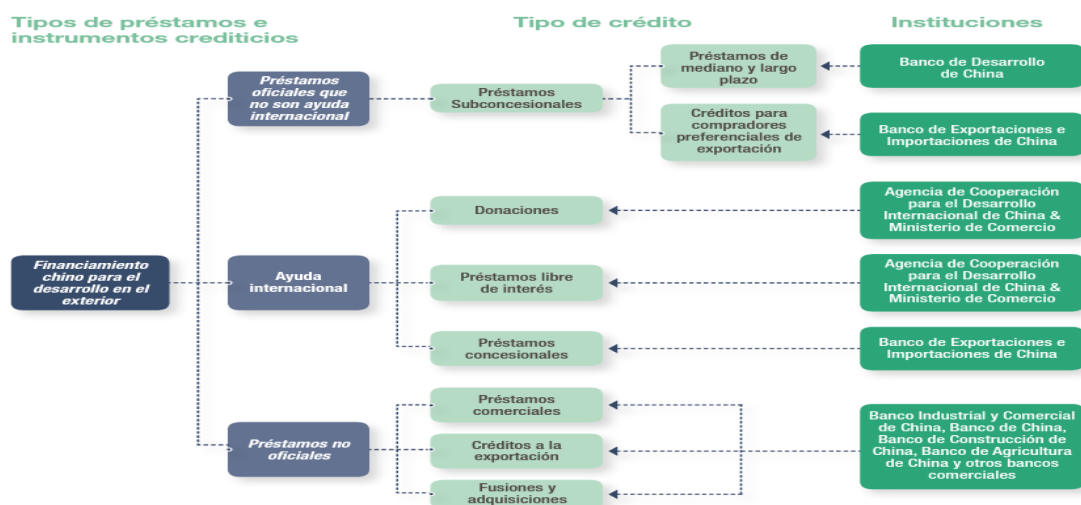 Tipos de préstamos e
instrumentos crediticios
Tipo de crédito
Instituciones
Préstamos
oficiales que
no son ayuda
internacional
Préstamos
Subconcesionales
Préstamos de
mediano y largo
plazo
Banco de Desarrollo
de China
Créditos para
compradores
preferenciales de
exportación
Banco de Exportaciones e
Importaciones de China
Financiamiento
chino para el
desarrollo en el
exterior
Ayuda
internacional
Donaciones
Agencia de Cooperación
para el Desarrollo
Internacional de China &
Ministerio de Comercio
Préstamos libre
de interés
Agencia de Cooperación
para el Desarrollo
Internacional de China &
Ministerio de Comercio
Préstamos
concesionales
Banco de Exportaciones e
Importaciones de China
Préstamos no
oficiales
Préstamos
comerciales
Créditos a la
exportación
Fusiones y
adquisiciones
Banco Industrial y Comercial
de China, Banco de China,
Banco de Construcción de
China, Banco de Agricultura
de China y otros bancos
comerciales